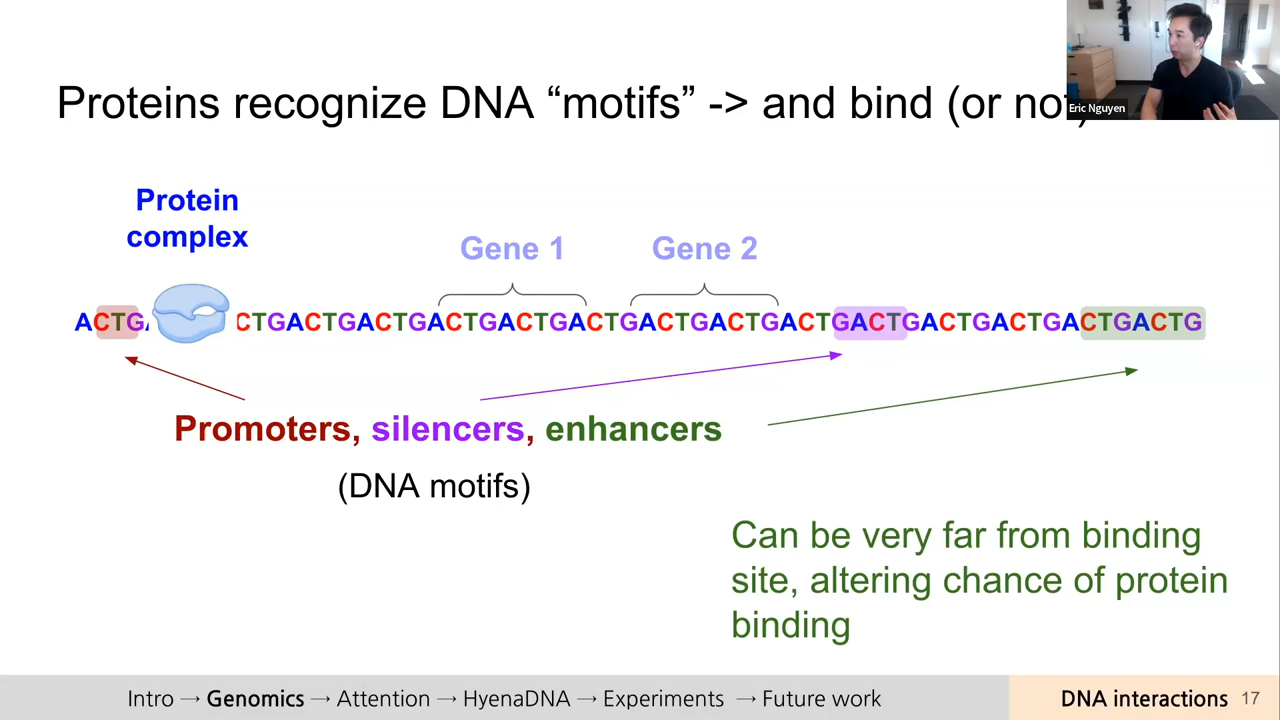 Proteins recognize DNA “motifs” -> and bind (or not)
Eric Nguyen
Protein
complex
Gene 1 Gene 2
ACTGA CTGACTGACTGACTGACTGACTGACTGACTGACTGACTGACTGACTGACTGACTG
Promoters, silencers, enhancers
(DNA motifs)
Can be very far from binding
site, altering chance of protein
binding
Intro → Genomics → Attention → HyenaDNA → Experiments → Future work
DNA interactions 17